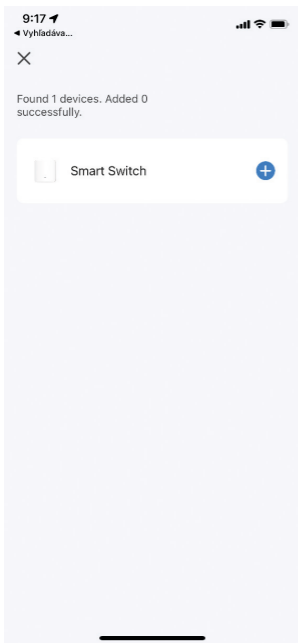 9:17
◀ Vyhľadáva...
Found 1 devices. Added 0
successfully.
Smart Switch